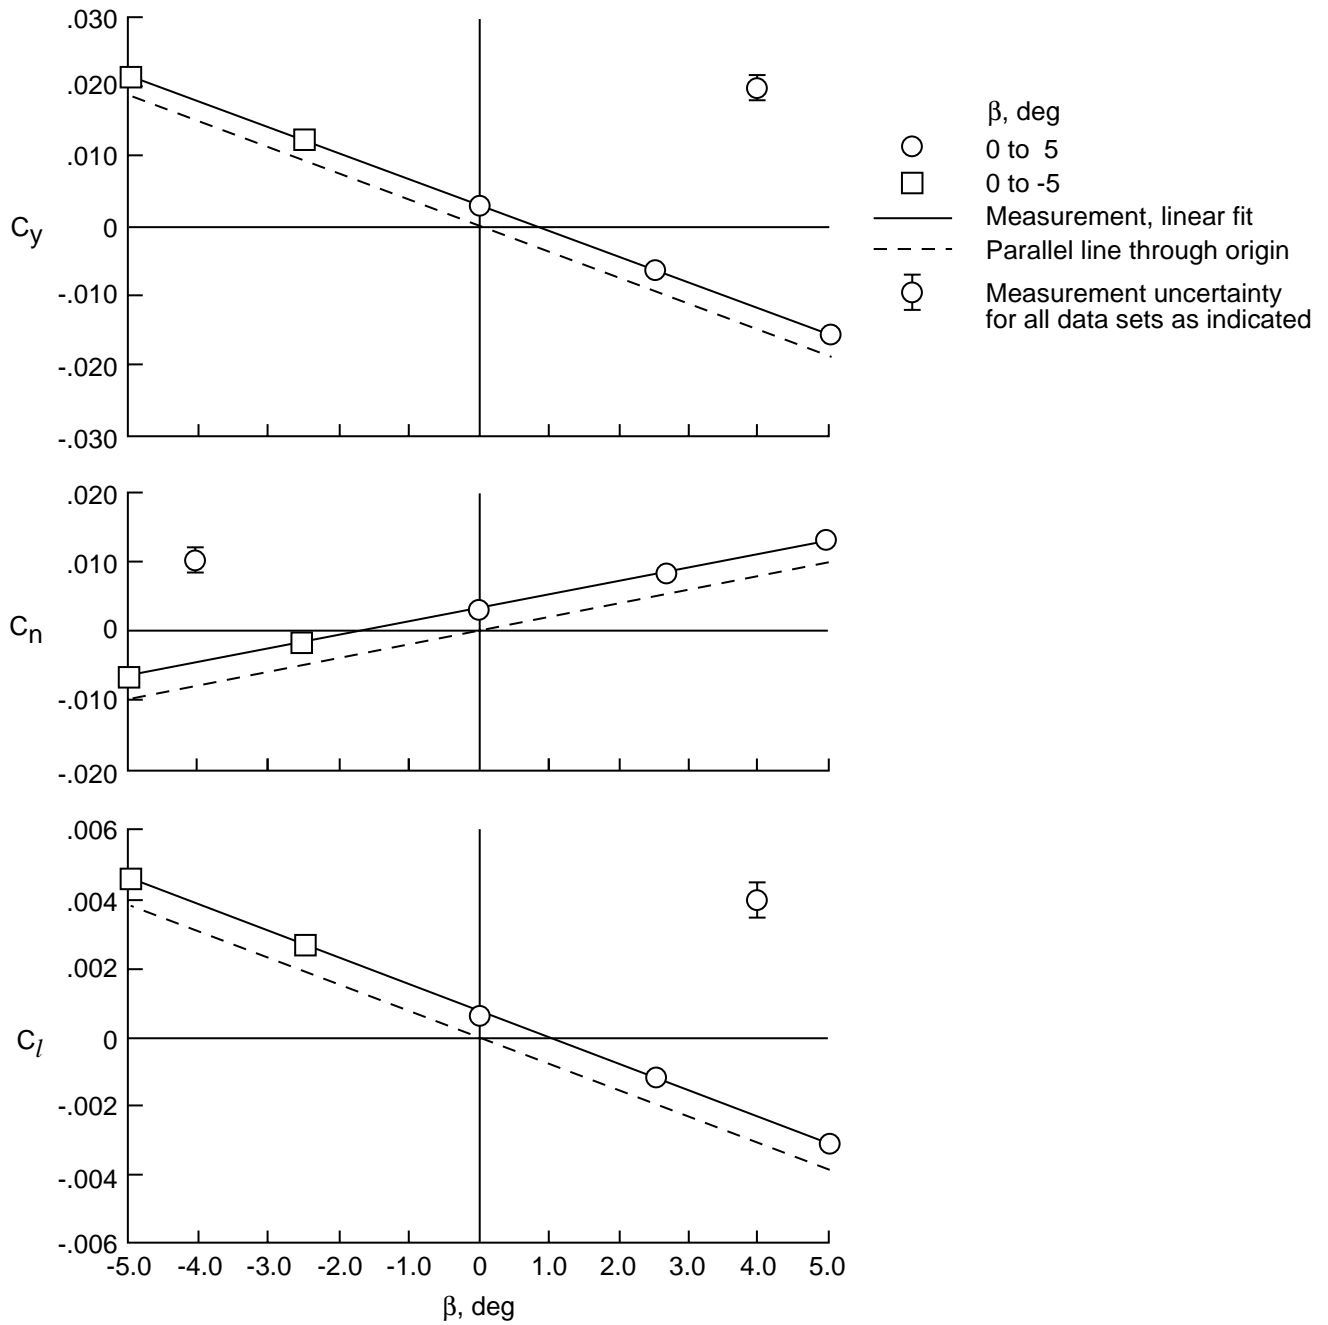 .030
.020
.010
0
-.010
-.020
-.030
Cy
β, deg
0 to 5
0 to -5
Measurement, linear fit
Parallel line through origin
Measurement uncertainty
for all data sets as indicated
.020
.010
0
-.010
-.020
Cn
.006
.004
.002
0
-.002
-.004
-.006
Cl
-5.0 -4.0 -3.0 -2.0 -1.0 0 1.0 2.0 3.0 4.0 5.0
β, deg